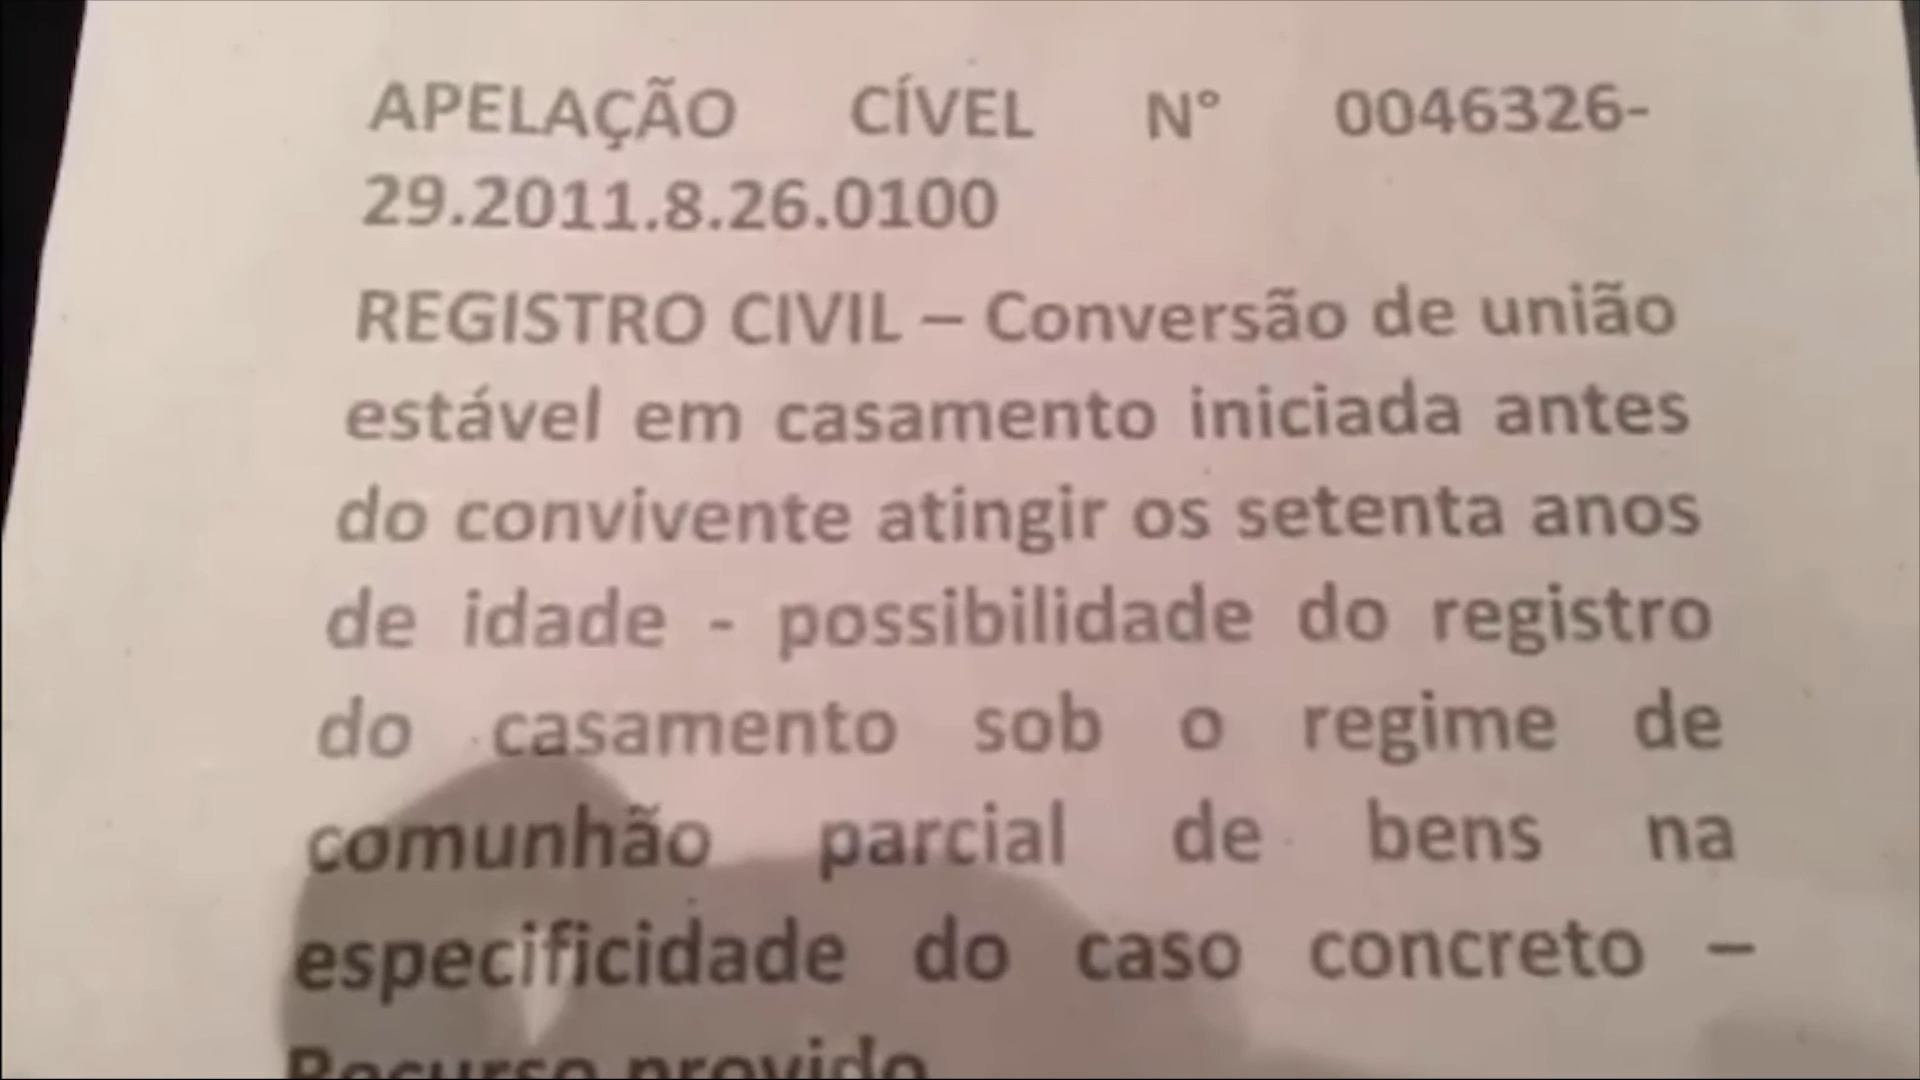 APELAÇÃO CÍVEL N° 0046326-
29.2011.8.26.0100
REGISTRO CIVIL – Conversão de união
estável em casamento iniciada antes
do convivente atingir os setenta anos
de idade - possibilidade do registro
do casamento sob o regime de
comunhão parcial de bens na
especificidade do caso concreto –
Recurso provido